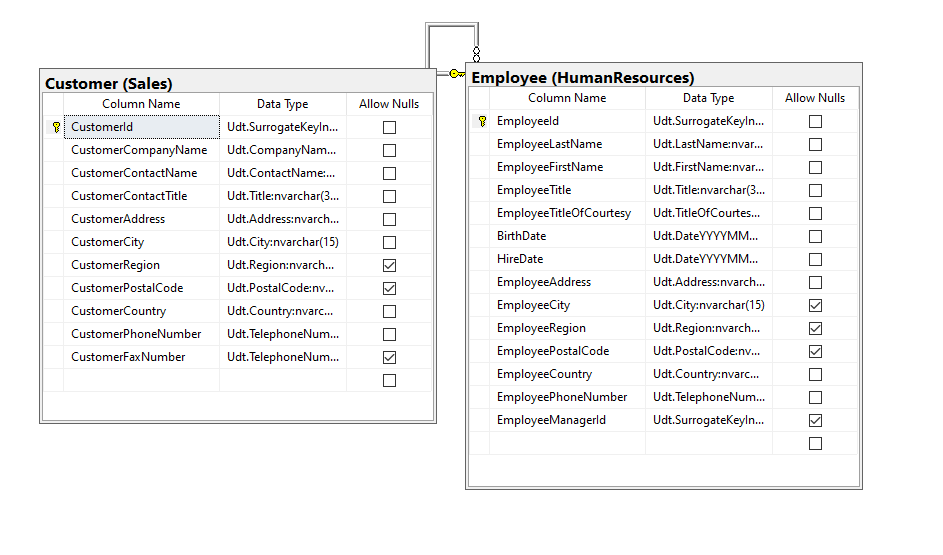 Customer (Sales)
Column Name Data Type Allow Nulls
CustomerId Udt.SurrogateKeyIn...
CustomerCompanyName Udt.CompanyNam...
CustomerContactName Udt.ContactName:...
CustomerContactTitle Udt.Title:nvarchar(3...
CustomerAddress Udt.Address:nvarch...
CustomerCity Udt.City:nvarchar(15)
CustomerRegion Udt.Region:nvarch...
CustomerPostalCode Udt.PostalCode:nv...
CustomerCountry Udt.Country:nvarc...
CustomerPhoneNumber Udt.TelephoneNum...
CustomerFaxNumber Udt.TelephoneNum...
Employee (HumanResources)
Column Name Data Type Allow Nulls
EmployeeId Udt.SurrogateKeyIn...
EmployeeLastName Udt.LastName:nvar...
EmployeeFirstName Udt.FirstName:nvar...
EmployeeTitle Udt.Title:nvarchar(3...
EmployeeTitleOfCourtesy Udt.TitleOfCourtes...
BirthDate Udt.DateYYYYMM...
HireDate Udt.DateYYYYMM...
EmployeeAddress Udt.Address:nvarch...
EmployeeCity Udt.City:nvarchar(15)
EmployeeRegion Udt.Region:nvarch...
EmployeePostalCode Udt.PostalCode:nv...
EmployeeCountry Udt.Country:nvarc...
EmployeePhoneNumber Udt.TelephoneNum...
EmployeeManagerId Udt.SurrogateKeyIn...